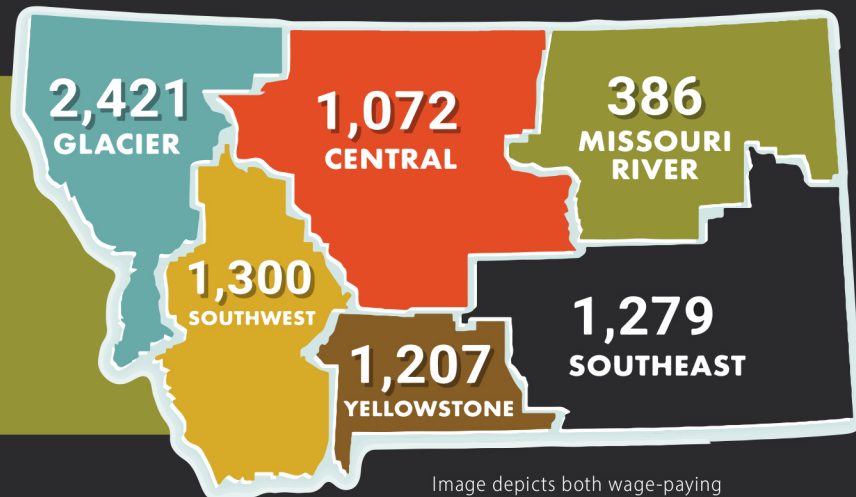 2,421
GLACIER
1,072
CENTRAL
386
MISSOURI
RIVER
1,300
SOUTHWEST
1,207
YELLOWSTONE
1,279
SOUTHEAST
Image depicts both wage-paying